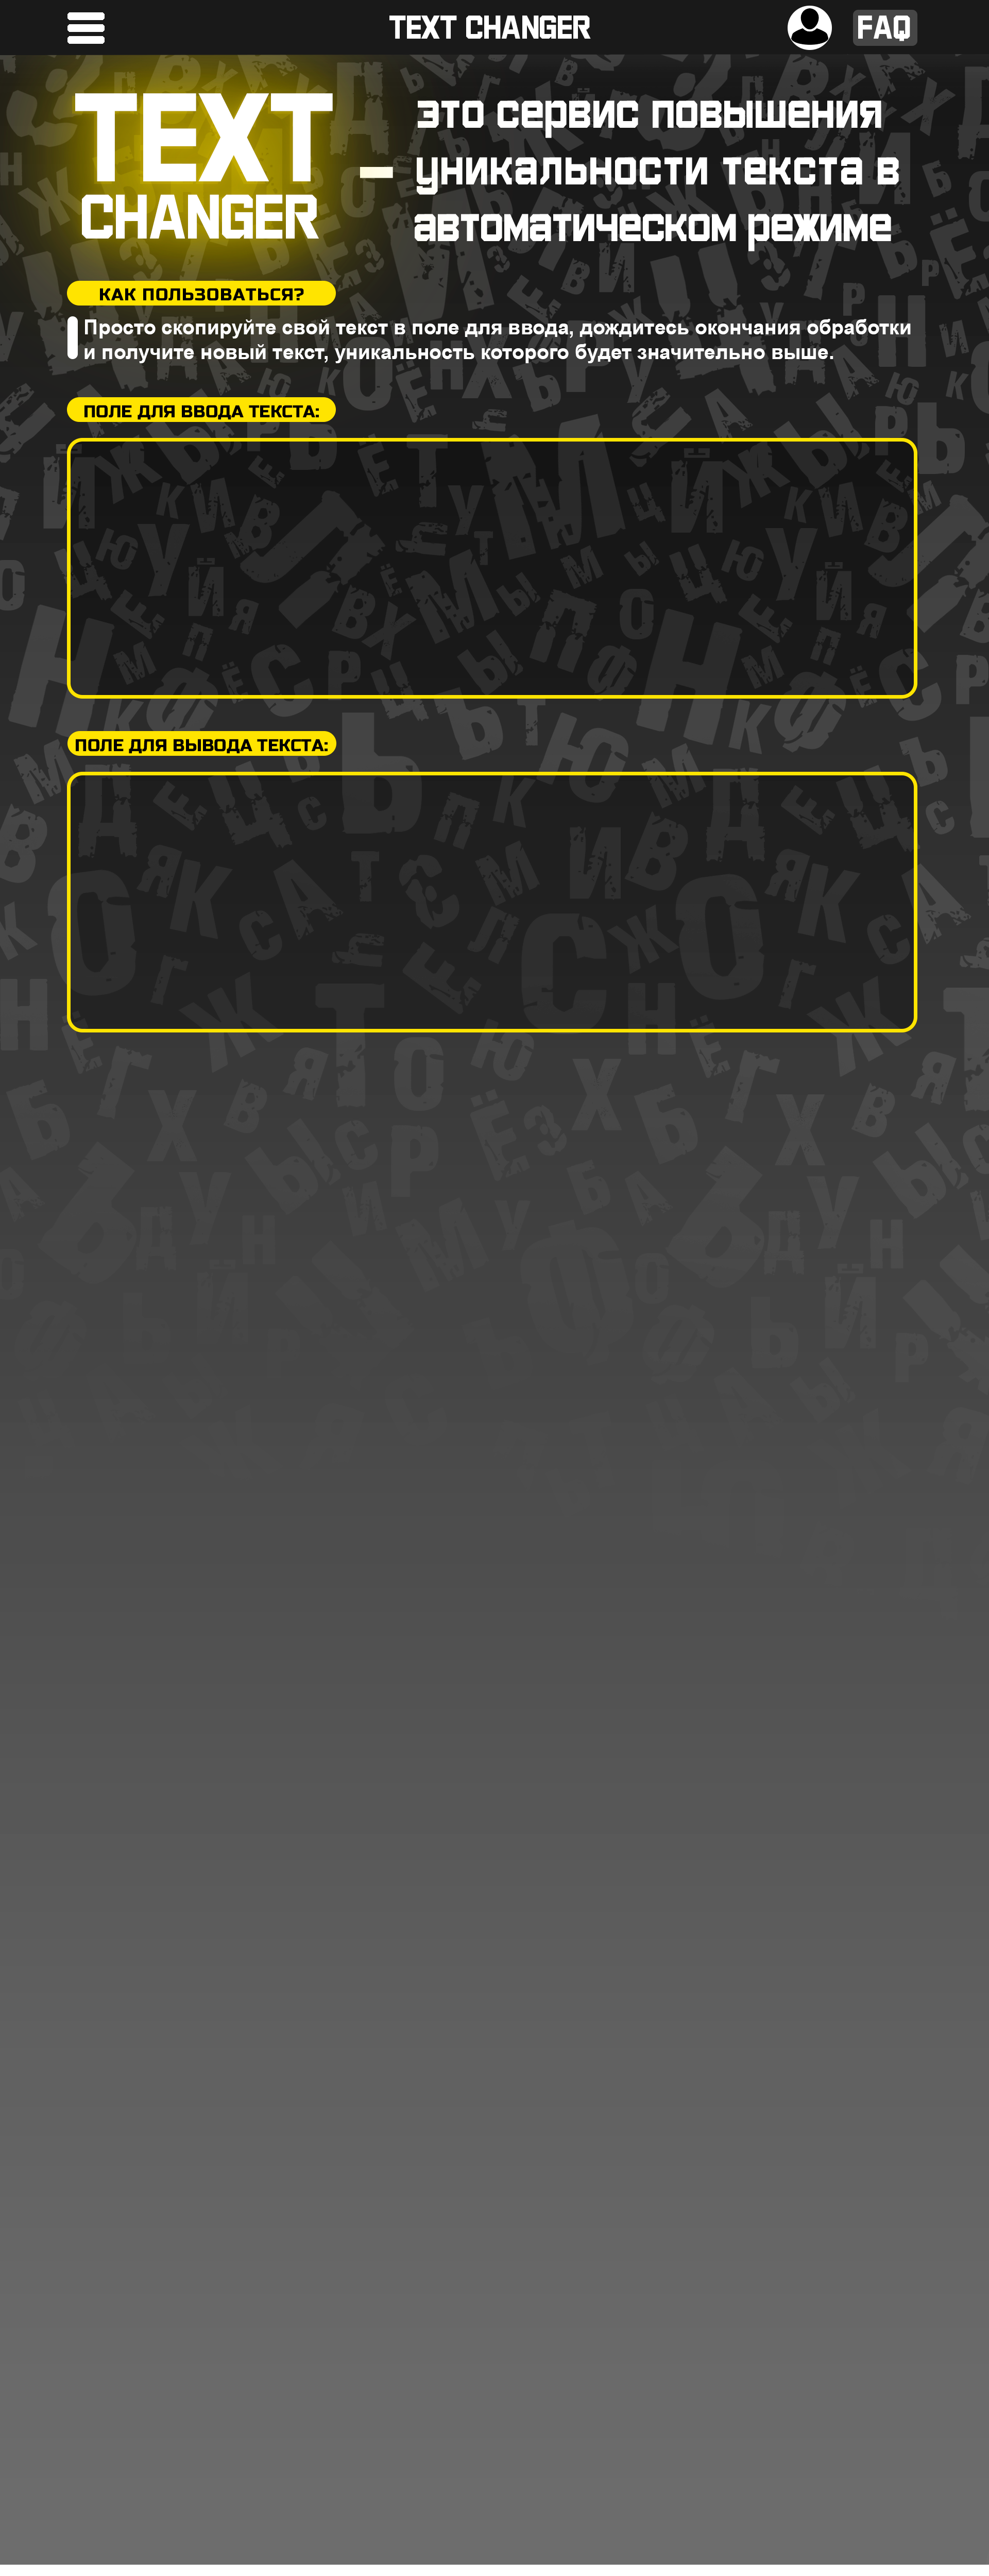 TEXT CHANGER
FAQ
TEXT
CHANGER
– это сервис повышения
уникальности текста в
автоматическом режиме
КАК ПОЛЬЗОВАТЬСЯ?
Просто скопируйте свой текст в поле для ввода, дождитесь окончания обработки
и получите новый текст, уникальность которого будет значительно выше.
ПОЛЕ ДЛЯ ВВОДА ТЕКСТА:
ПОЛЕ ДЛЯ ВЫВОДА ТЕКСТА: